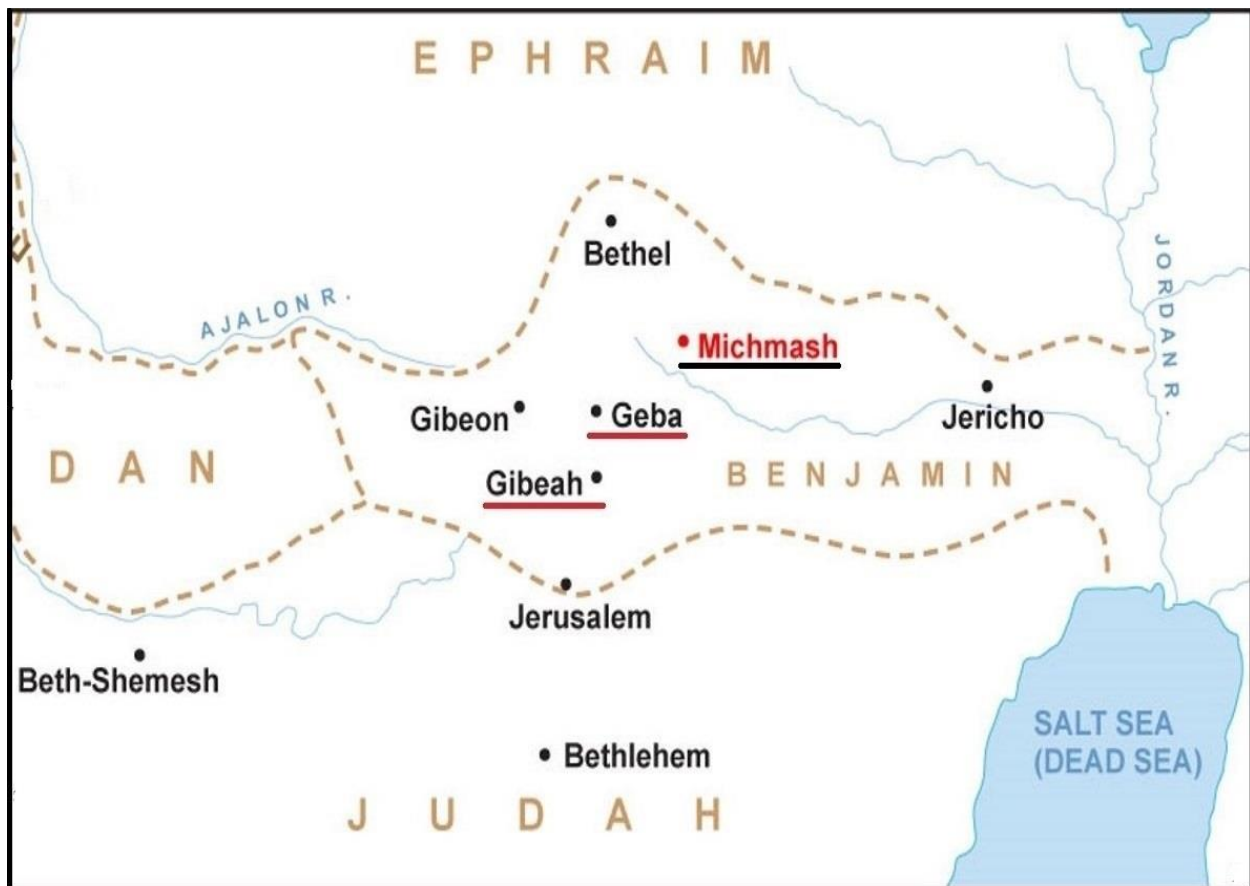 EPHRAIM
Bethel
JORDAN R.
AJALON R.
Michmash
Gibeon
Geba
Jericho
DAN
Gibeah
BENJAMIN
Jerusalem
Beth-Shemesh
SALT SEA
(DEAD SEA)
Bethlehem
JUDAH